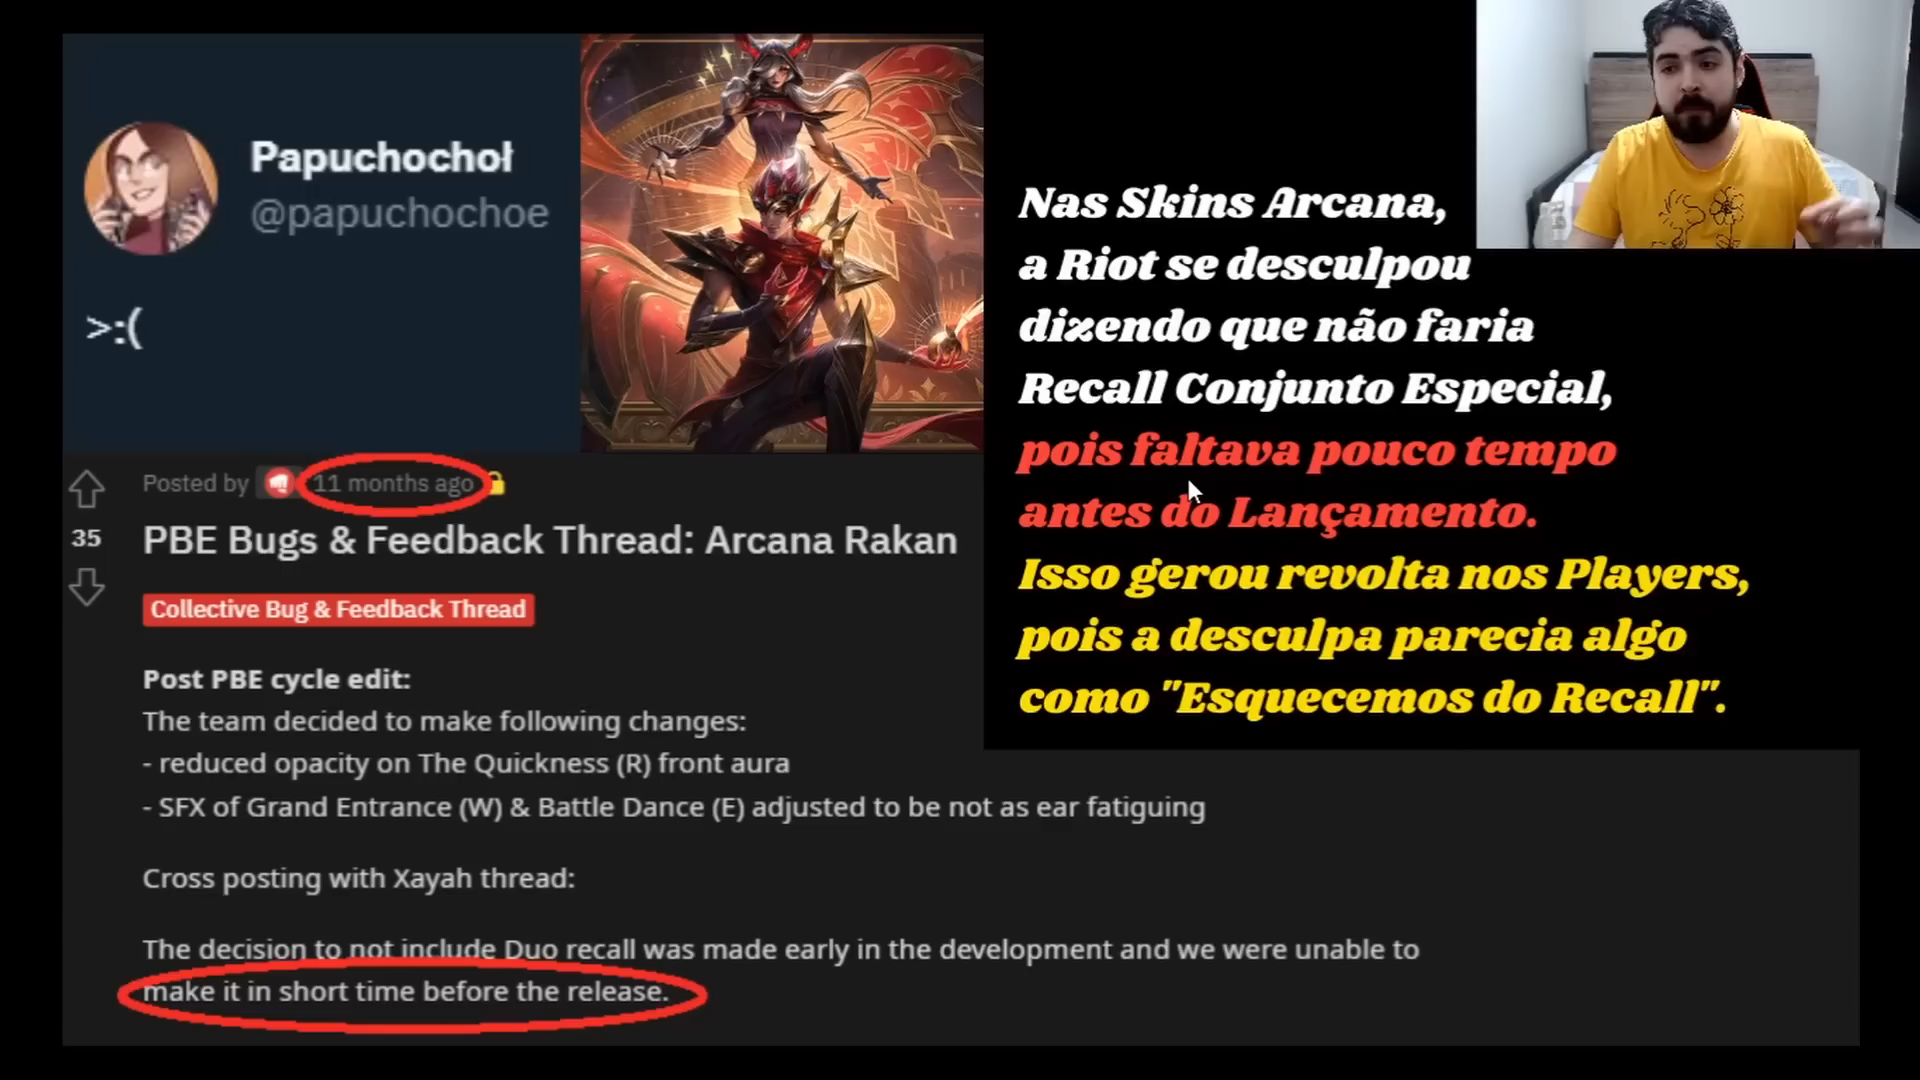 Papuchochoł
@papuchochoe
>:(
Nas Skins Arcana,
a Riot se desculpou
dizendo que não faria
Recall Conjunto Especial,
pois faltava pouco tempo
antes do Lançamento.
Isso gerou revolta nos Players,
pois a desculpa parecia algo
como "Esquecemos do Recall".
Posted by 11 months ago
35
PBE Bugs & Feedback Thread: Arcana Rakan
Collective Bug & Feedback Thread
Post PBE cycle edit:
The team decided to make following changes:
- reduced opacity on The Quickness (R) front aura
- SFX of Grand Entrance (W) & Battle Dance (E) adjusted to be not as ear fatiguing
Cross posting with Xayah thread:
The decision to not include Duo recall was made early in the development and we were unable to
make it in short time before the release.